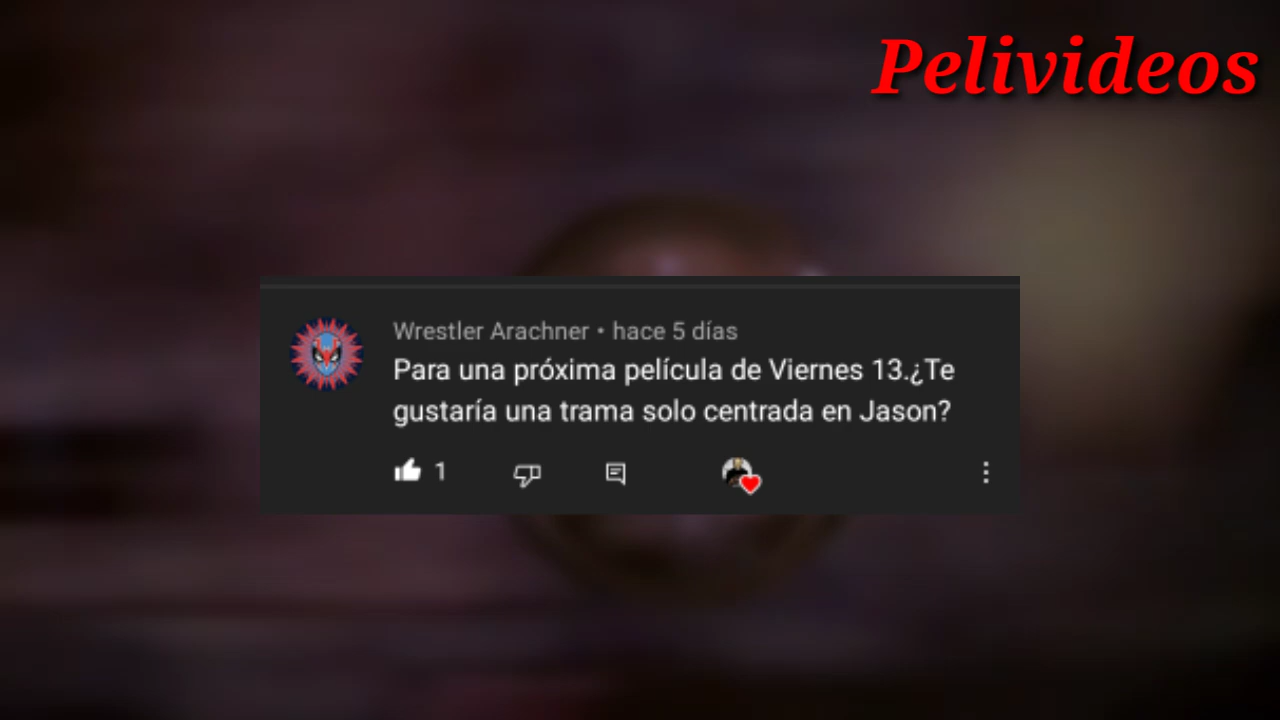 Pelivideos
Wrestler Arachner • hace 5 días
Para una próxima película de Viernes 13.¿Te
gustaría una trama solo centrada en Jason?
1